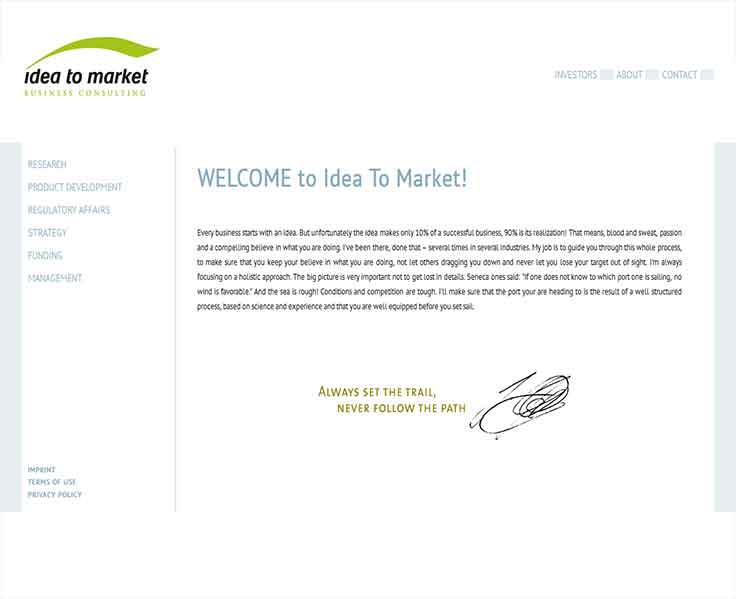 idea to market
BUSINESS CONSULTING
INVESTORS ABOUT CONTACT
RESEARCH
PRODUCT DEVELOPMENT
REGULATORY AFFAIRS
STRATEGY
FUNDING
MANAGEMENT
WELCOME to Idea To Market!
Every business starts with an idea. But unfortunately the idea makes only 10% of a successful business, 90% is its realization! That means, blood and sweat, passion
and a compelling believe in what you are doing. I've been there, done that – several times in several industries. My job is to guide you through this whole process,
to make sure that you keep your believe in what you are doing, not let others dragging you down and never let you lose your target out of sight. I'm always
focusing on a holistic approach. The big picture is very important not to get lost in details. Seneca ones said: "If one does not know to which port one is sailing, no
wind is favorable." And the sea is rough! Conditions and competition are tough. I'll make sure that the port your are heading to is the result of a well structured
process, based on science and experience and that you are well equipped before you set sail.
ALWAYS SET THE TRAIL,
NEVER FOLLOW THE PATH
IMPRINT
TERMS OF USE
PRIVACY POLICY